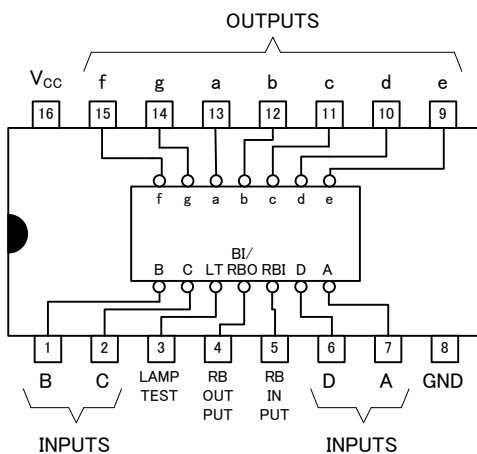 OUTPUTS
VCC f g a b c d e
16 15 14 13 12 11 10 9
f g a b c d e
BI/
B C LT RBO RBI D A
1 2 3 4 5 6 7 8
B C LAMP TEST RB OUT PUT RB IN PUT D A GND
INPUTS INPUTS